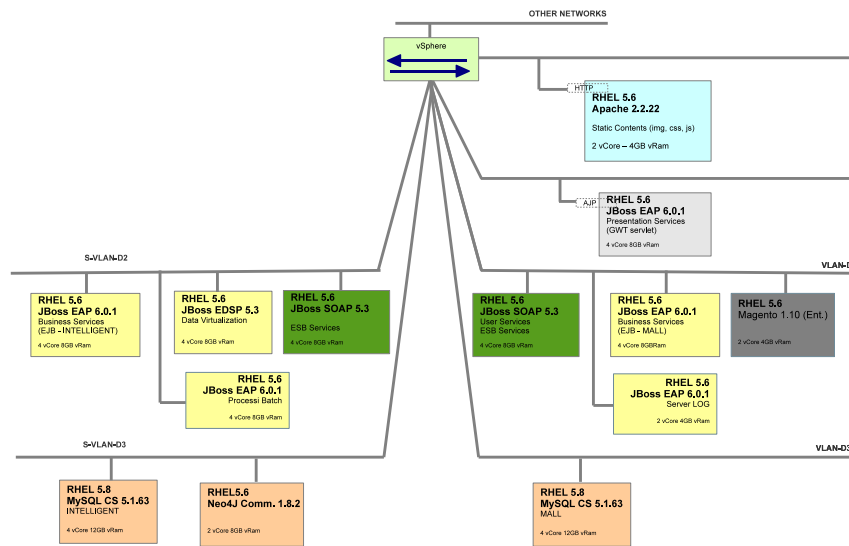 OTHER NETWORKS
vSphere
HTTP
RHEL 5.6
Apache 2.2.22
Static Contents (img, css, js)
2 vCore – 4GB vRam
AJP
RHEL 5.6
JBoss EAP 6.0.1
Presentation Services
(GWT servlet)
4 vCore 8GB vRam
S-VLAN-D2
VLAN-D
RHEL 5.6
JBoss EAP 6.0.1
Business Services
(EJB - INTELLIGENT)
4 vCore 8GB vRam
RHEL 5.6
JBoss EDSP 5.3
Data Virtualization
4 vCore 8GB vRam
RHEL 5.6
JBoss SOAP 5.3
ESB Services
4 vCore 8GB vRam
RHEL 5.6
JBoss SOAP 5.3
User Services
ESB Services
4 vCore 8GB vRam
RHEL 5.6
JBoss EAP 6.0.1
Business Services
(EJB - MALL)
4 vCore 8GBRam
RHEL 5.6
Magento 1.10 (Ent.)
2 vCore 4GB vRam
RHEL 5.6
JBoss EAP 6.0.1
Processi Batch
4 vCore 8GB vRam
RHEL 5.6
JBoss EAP 6.0.1
Server LOG
2 vCore 4GB vRam
S-VLAN-D3
VLAN-D3
RHEL 5.8
MySQL CS 5.1.63
INTELLIGENT
4 vCore 12GB vRam
RHEL5.6
Neo4J Comm. 1.8.2
2 vCore 8GB vRam
RHEL 5.8
MySQL CS 5.1.63
MALL
4 vCore 12GB vRam